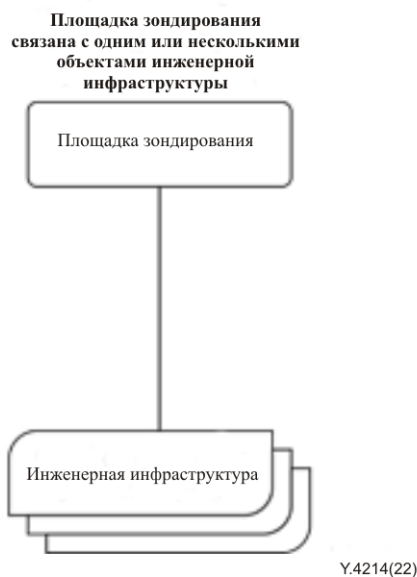 Площадка зондирования
связана с одним или несколькими
объектами инженерной
инфраструктуры
Площадка зондирования
Инженерная инфраструктура
Y.4214(22)